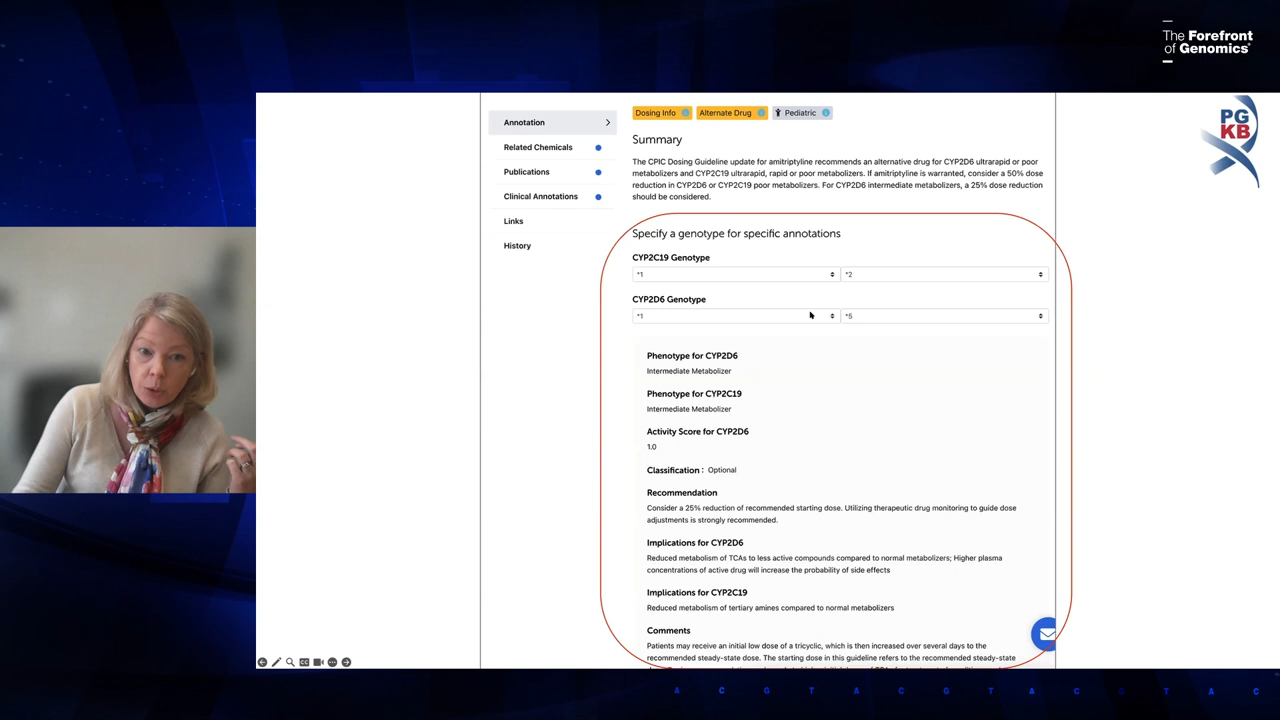 The Forefront
of Genomics®
PG
KB
Annotation
Related Chemicals
Publications
Clinical Annotations
Links
History
Dosing Info
Alternate Drug
Pediatric
Summary
The CPIC Dosing Guideline update for amitriptyline recommends an alternative drug for CYP2D6 ultrarapid or poor
metabolizers and CYP2C19 ultrarapid, rapid or poor metabolizers. If amitriptyline is warranted, consider a 50% dose
reduction in CYP2D6 or CYP2C19 poor metabolizers. For CYP2D6 intermediate metabolizers, a 25% dose reduction
should be considered.
Specify a genotype for specific annotations
CYP2C19 Genotype
*1 *2
CYP2D6 Genotype
*1 *5
Phenotype for CYP2D6
Intermediate Metabolizer
Phenotype for CYP2C19
Intermediate Metabolizer
Activity Score for CYP2D6
1.0
Classification : Optional
Recommendation
Consider a 25% reduction of recommended starting dose. Utilizing therapeutic drug monitoring to guide dose
adjustments is strongly recommended.
Implications for CYP2D6
Reduced metabolism of TCAs to less active compounds compared to normal metabolizers; Higher plasma
concentrations of active drug will increase the probability of side effects
Implications for CYP2C19
Reduced metabolism of tertiary amines compared to normal metabolizers
Comments
Patients may receive an initial low dose of a tricyclic, which is then increased over several days to the
recommended steady-state dose. The starting dose in this guideline refers to the recommended steady-state
A C G T A C G T A C T A C